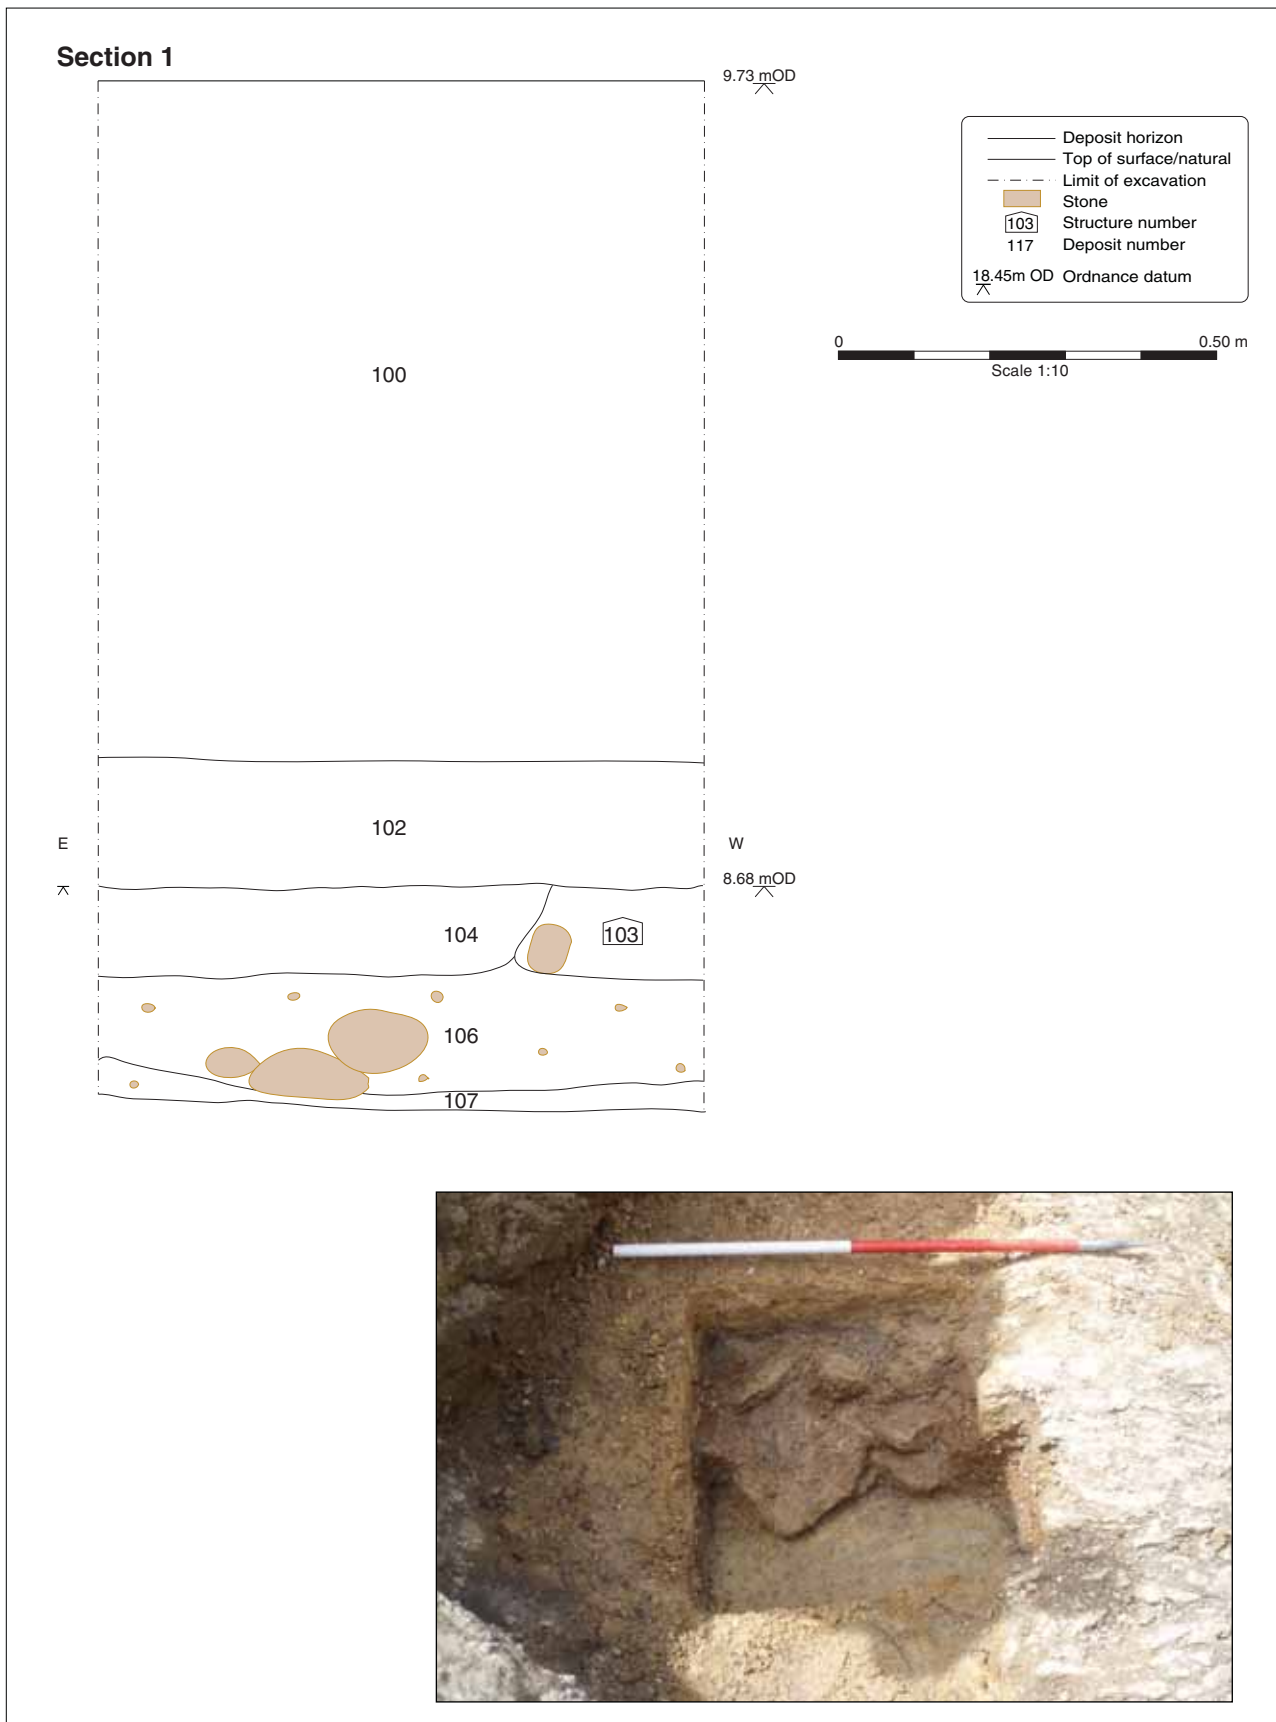 Section 1
9.73 mOD
Deposit horizon
Top of surface/natural
Limit of excavation
Stone
103 Structure number
117 Deposit number
18.45m OD Ordnance datum
0 0.50 m
Scale 1:10
100
102
E W
8.68 mOD
104 103
106
107